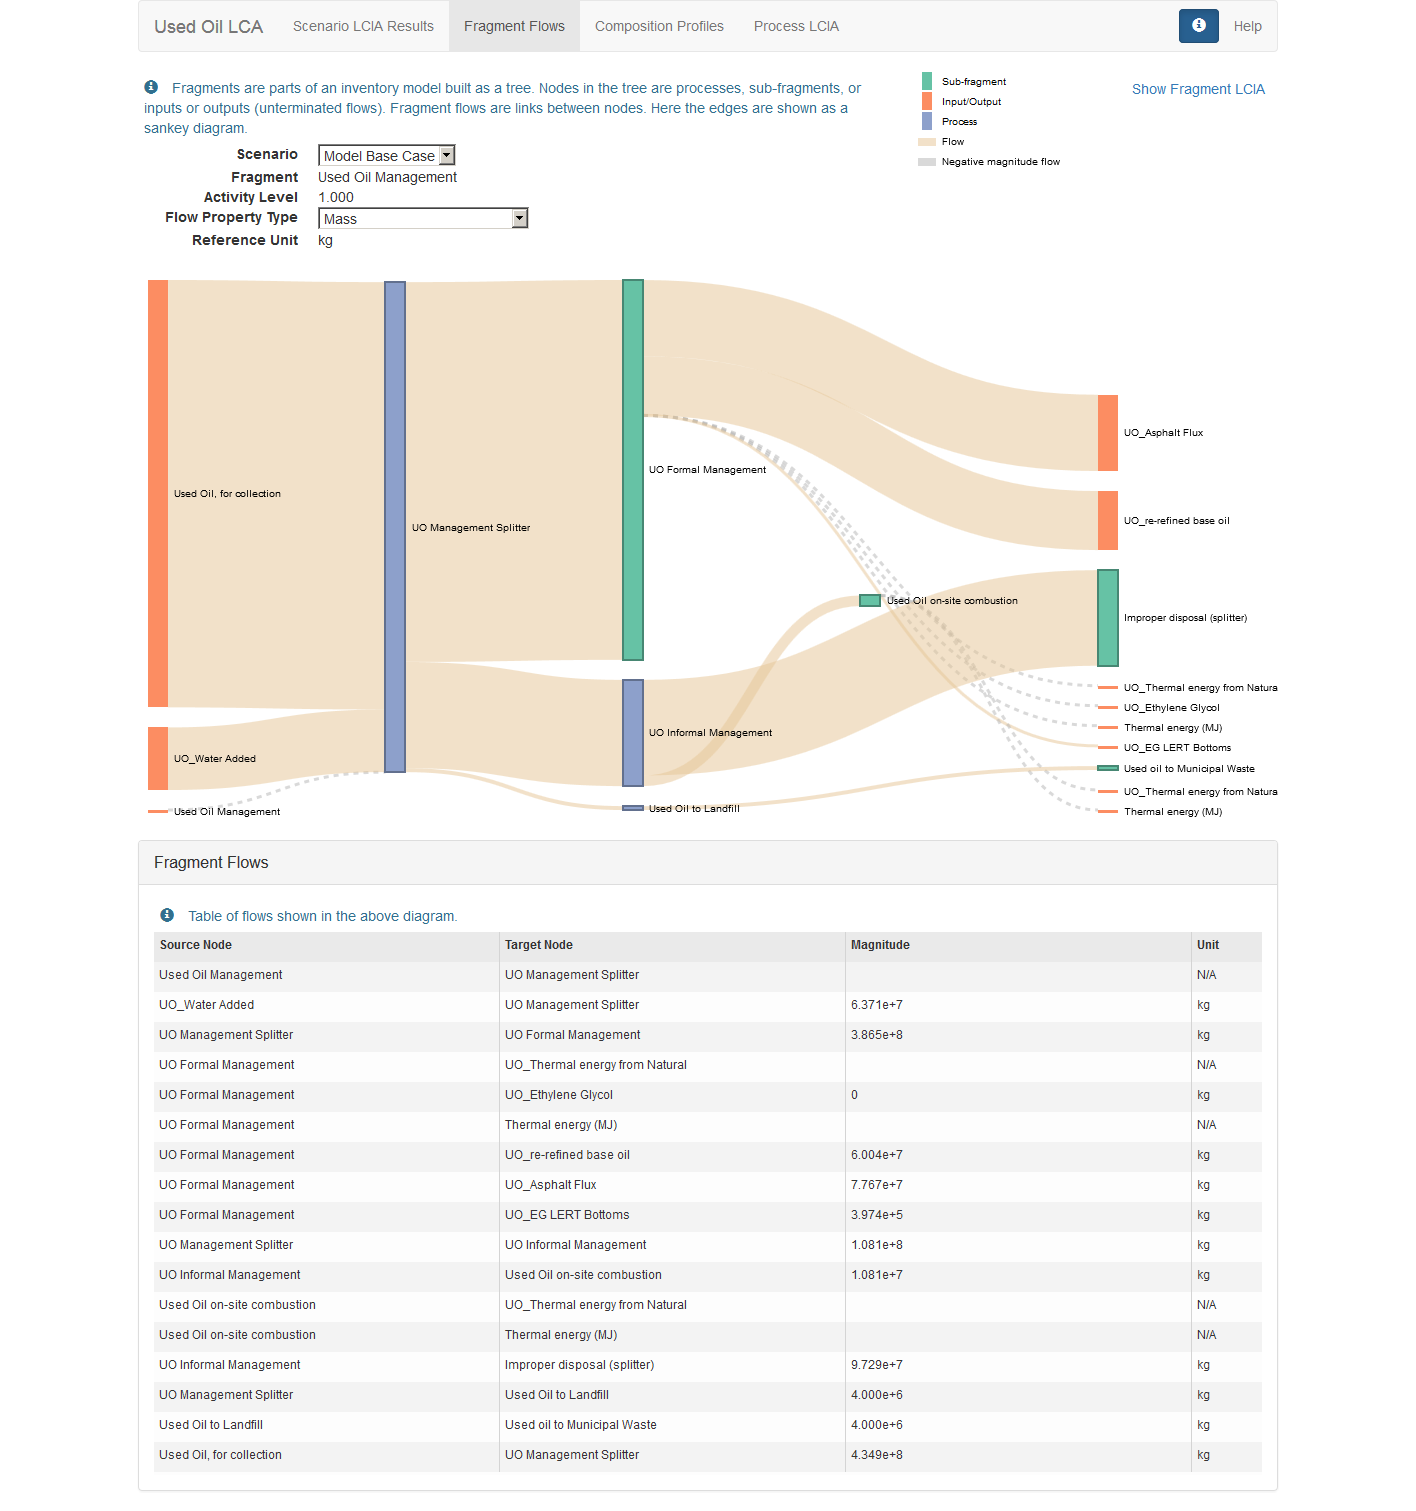 Used Oil LCA Scenario LCIA Results Fragment Flows Composition Profiles Process LCIA Help
Fragments are parts of an inventory model built as a tree. Nodes in the tree are processes, sub-fragments, or
inputs or outputs (unterminated flows). Fragment flows are links between nodes. Here the edges are shown as a
sankey diagram.
Sub-fragment
Input/Output
Process
Flow
Negative magnitude flow
Show Fragment LCIA
Scenario Model Base Case
Fragment Used Oil Management
Activity Level 1.000
Flow Property Type Mass
Reference Unit kg
Used Oil, for collection
UO_Water Added
Used Oil Management
UO Management Splitter
UO Formal Management
UO Informal Management
Used Oil to Landfill
Used Oil on-site combustion
UO_Asphalt Flux
UO_re-refined base oil
Improper disposal (splitter)
UO_Thermal energy from Natura
UO_Ethylene Glycol
Thermal energy (MJ)
UO_EG LERT Bottoms
Used oil to Municipal Waste
UO_Thermal energy from Natura
Thermal energy (MJ)
Fragment Flows
Table of flows shown in the above diagram.
Source Node Target Node Magnitude Unit
Used Oil Management UO Management Splitter N/A
UO_Water Added UO Management Splitter 6.371e+7 kg
UO Management Splitter UO Formal Management 3.865e+8 kg
UO Formal Management UO_Thermal energy from Natural N/A
UO Formal Management UO_Ethylene Glycol 0 kg
UO Formal Management Thermal energy (MJ) N/A
UO Formal Management UO_re-refined base oil 6.004e+7 kg
UO Formal Management UO_Asphalt Flux 7.767e+7 kg
UO Formal Management UO_EG LERT Bottoms 3.974e+5 kg
UO Management Splitter UO Informal Management 1.081e+8 kg
UO Informal Management Used Oil on-site combustion 1.081e+7 kg
Used Oil on-site combustion UO_Thermal energy from Natural N/A
Used Oil on-site combustion Thermal energy (MJ) N/A
UO Informal Management Improper disposal (splitter) 9.729e+7 kg
UO Management Splitter Used Oil to Landfill 4.000e+6 kg
Used Oil to Landfill Used oil to Municipal Waste 4.000e+6 kg
Used Oil, for collection UO Management Splitter 4.349e+8 kg